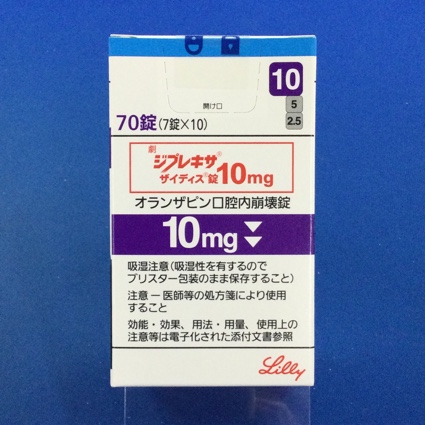 10
5
2.5
開け口
70錠(7錠×10)
劇
ジプレキサ®
ザイディス®錠10mg
オランザピン口腔内崩壊錠
10mg
吸湿注意(吸湿性を有するので
ブリスター包装のまま保存すること)
注意－医師等の処方箋により使用
すること
効能・効果、用法・用量、使用上の
注意等は電子化された添付文書参照
Lilly